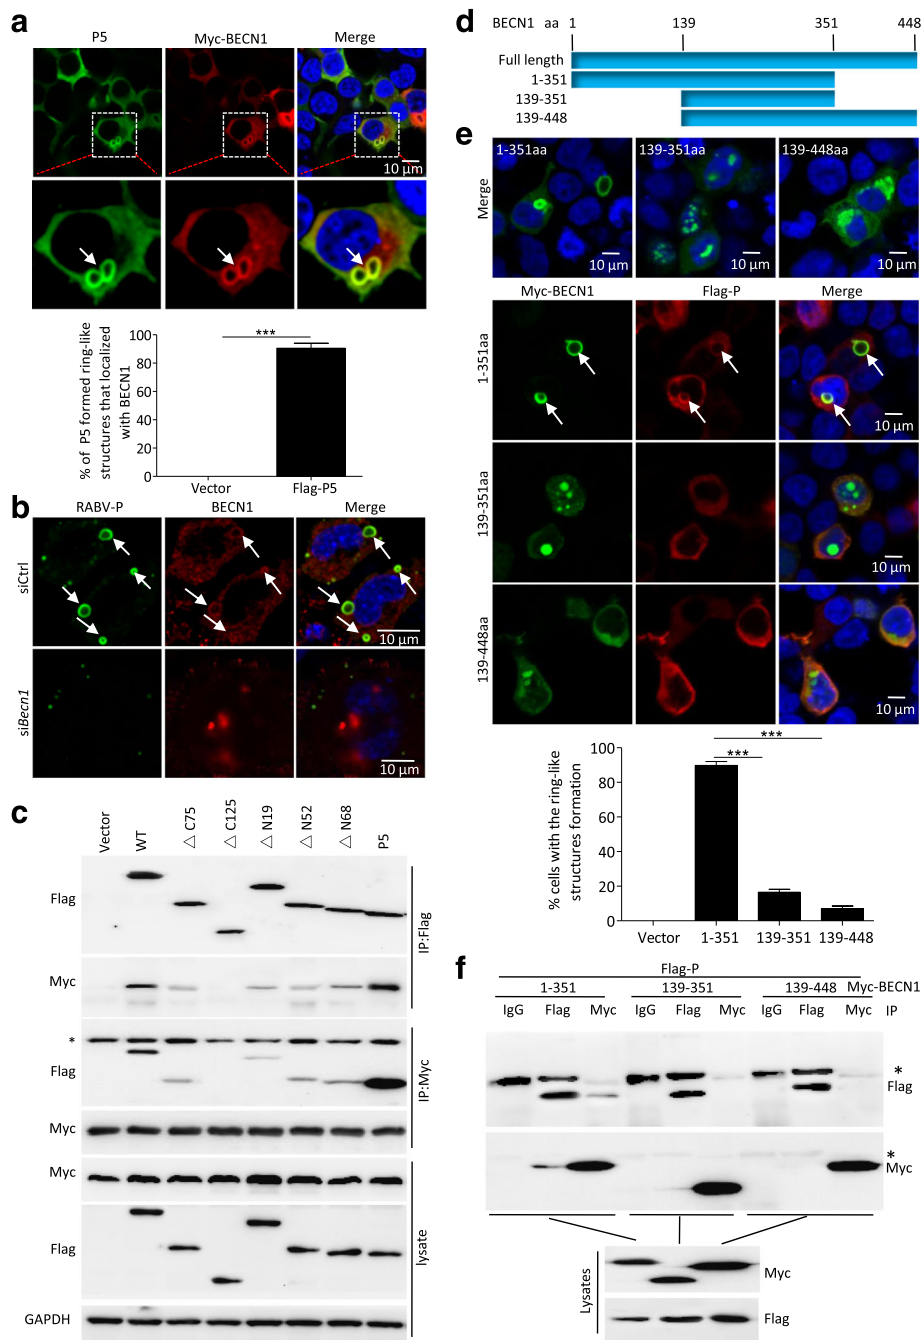 a
P5 Myc-BECN1 Merge
10 µm
% of P5 formed ring-like
structures that localized
with BECN1
100
80
60
40
20
0
***
Vector Flag-P5
b
RABV-P BECN1 Merge
siCtrl
10 µm
siBecn1
10 µm
c
Vector WT △ C75 △ C125 △ N19 △ N52 △ N68 P5
Flag
Myc
IP:Flag
*
Flag
Myc
IP:Myc
Myc
Flag
GAPDH
lysate
d
BECN1 aa 1 139 351 448
Full length
1-351
139-351
139-448
e
Merge
1-351aa 139-351aa 139-448aa
10 µm 10 µm 10 µm
Myc-BECN1 Flag-P Merge
1-351aa
10 µm
139-351aa
10 µm
139-448aa
10 µm
% cells with the ring-like
structures formation
100
80
60
40
20
0
***
***
Vector 1-351 139-351 139-448
f
Flag-P
1-351 139-351 139-448 Myc-BECN1
IgG Flag Myc IgG Flag Myc IgG Flag Myc IP
*
Flag
*
Myc
Lysates
Myc
Flag